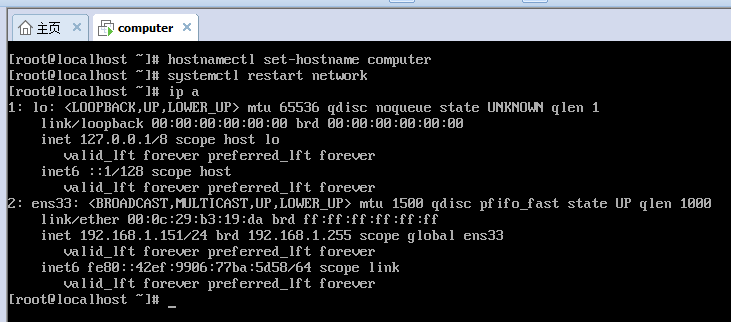 主页 computer
[root@localhost ~]# hostnamectl set-hostname computer
[root@localhost ~]# systemctl restart network
[root@localhost ~]# ip a
1: lo: <LOOPBACK,UP,LOWER_UP> mtu 65536 qdisc noqueue state UNKNOWN qlen 1
    link/loopback 00:00:00:00:00:00 brd 00:00:00:00:00:00
    inet 127.0.0.1/8 scope host lo
       valid_lft forever preferred_lft forever
    inet6 ::1/128 scope host
       valid_lft forever preferred_lft forever
2: ens33: <BROADCAST,MULTICAST,UP,LOWER_UP> mtu 1500 qdisc pfifo_fast state UP qlen 1000
    link/ether 00:0c:29:b3:19:da brd ff:ff:ff:ff:ff:ff
    inet 192.168.1.151/24 brd 192.168.1.255 scope global ens33
       valid_lft forever preferred_lft forever
    inet6 fe80::42ef:9906:77ba:5d58/64 scope link
       valid_lft forever preferred_lft forever
[root@localhost ~]# _